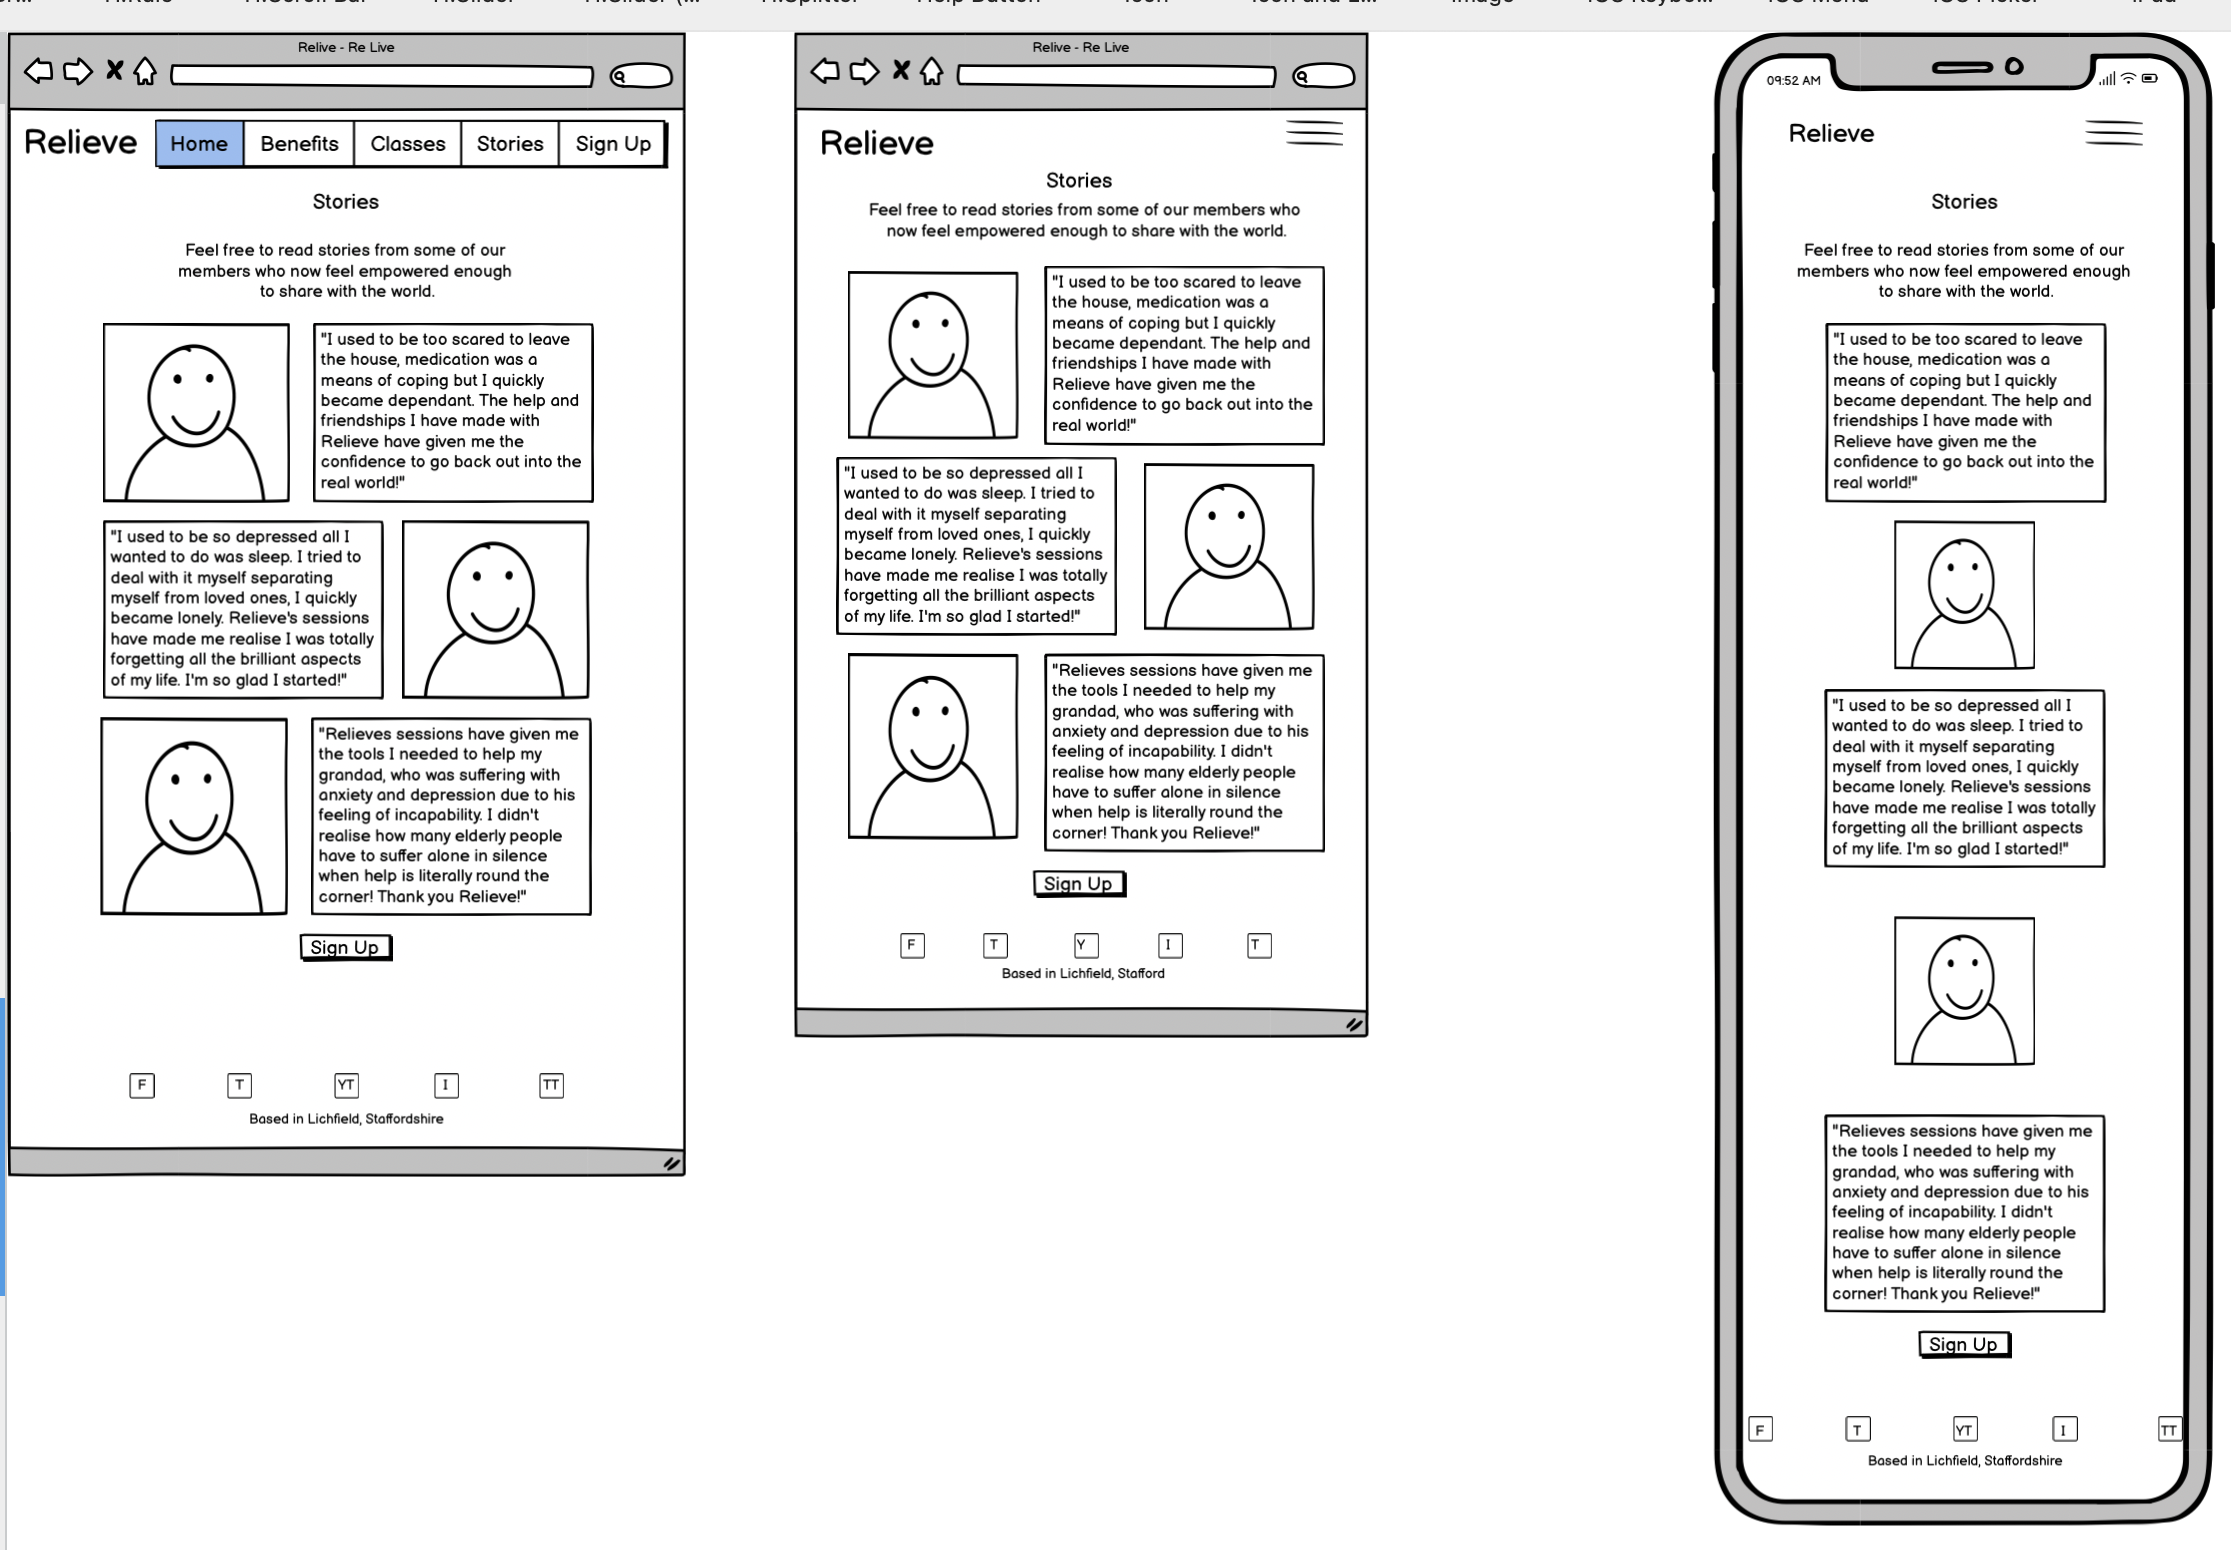 H.Splitter
Help Button
Icon
Image
iOS Menu
iOS Picker
iPad
Relive - Re Live
Relieve
Home
Benefits
Classes
Stories
Sign Up
Stories
Feel free to read stories from some of our
members who now feel empowered enough
to share with the world.
"I used to be too scared to leave
the house, medication was a
means of coping but I quickly
became dependant. The help and
friendships I have made with
Relieve have given me the
confidence to go back out into the
real world!"
"I used to be so depressed all I
wanted to do was sleep. I tried to
deal with it myself separating
myself from loved ones, I quickly
became lonely. Relieve's sessions
have made me realise I was totally
forgetting all the brilliant aspects
of my life. I'm so glad I started!"
"Relieves sessions have given me
the tools I needed to help my
grandad, who was suffering with
anxiety and depression due to his
feeling of incapability. I didn't
realise how many elderly people
have to suffer alone in silence
when help is literally round the
corner! Thank you Relieve!"
Sign Up
F T YT I TT
Based in Lichfield, Staffordshire
Relive - Re Live
Relieve
Stories
Feel free to read stories from some of our members who
now feel empowered enough to share with the world.
"I used to be too scared to leave
the house, medication was a
means of coping but I quickly
became dependant. The help and
friendships I have made with
Relieve have given me the
confidence to go back out into the
real world!"
"I used to be so depressed all I
wanted to do was sleep. I tried to
deal with it myself separating
myself from loved ones, I quickly
became lonely. Relieve's sessions
have made me realise I was totally
forgetting all the brilliant aspects
of my life. I'm so glad I started!"
"Relieves sessions have given me
the tools I needed to help my
grandad, who was suffering with
anxiety and depression due to his
feeling of incapability. I didn't
realise how many elderly people
have to suffer alone in silence
when help is literally round the
corner! Thank you Relieve!"
Sign Up
F T Y I T
Based in Lichfield, Stafford
09:52 AM
Relieve
Stories
Feel free to read stories from some of our
members who now feel empowered enough
to share with the world.
"I used to be too scared to leave
the house, medication was a
means of coping but I quickly
became dependant. The help and
friendships I have made with
Relieve have given me the
confidence to go back out into the
real world!"
"I used to be so depressed all I
wanted to do was sleep. I tried to
deal with it myself separating
myself from loved ones, I quickly
became lonely. Relieve's sessions
have made me realise I was totally
forgetting all the brilliant aspects
of my life. I'm so glad I started!"
"Relieves sessions have given me
the tools I needed to help my
grandad, who was suffering with
anxiety and depression due to his
feeling of incapability. I didn't
realise how many elderly people
have to suffer alone in silence
when help is literally round the
corner! Thank you Relieve!"
Sign Up
F T YT I TT
Based in Lichfield, Staffordshire